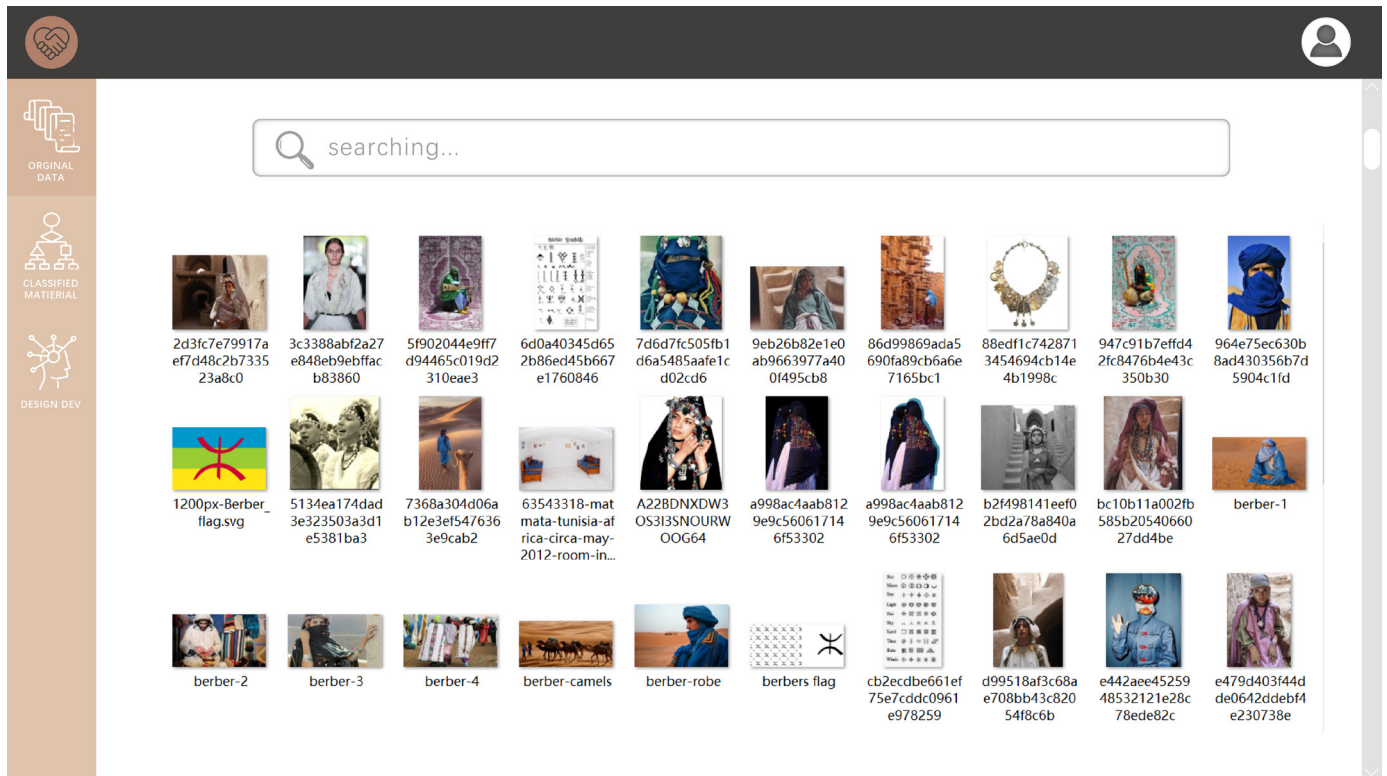 ORGINAL
DATA
CLASSIFIED
MATIERIAL
DESIGN DEV
searching...
2d3fc7e79917a
ef7d48c2b7335
23a8c0
3c3388abf2a27
e848eb9ebffac
b83860
5f902044e9ff7
d94465c019d2
310eae3
6d0a40345d65
2b86ed45b667
e1760846
7d6d7fc505fb1
d6a5485aafe1c
d02cd6
9eb26b82e1e0
ab9663977a40
0f495cb8
86d99869ada5
690fa89cb6a6e
7165bc1
88edf1c742871
3454694cb14e
4b1998c
947c91b7effd4
2fc8476b4e43c
350b30
964e75ec630b
8ad430356b7d
5904c1fd
1200px-Berber_
flag.svg
5134ea174dad
3e323503a3d1
e5381ba3
7368a304d06a
b12e3ef547636
3e9cab2
63543318-mat
mata-tunisia-af
rica-circa-may-
2012-room-in...
A22BDNXDW3
OS3I3SNOURW
OOG64
a998ac4aab812
9e9c56061714
6f53302
a998ac4aab812
9e9c56061714
6f53302
b2f498141eef0
2bd2a78a840a
6d5ae0d
bc10b11a002fb
585b20540660
27dd4be
berber-1
berber-2
berber-3
berber-4
berber-camels
berber-robe
berbers flag
cb2ecdbe661ef
75e7cddc0961
e978259
d99518af3c68a
e708bb43c820
54f8c6b
e442aee45259
48532121e28c
78ede82c
e479d403f44d
de0642ddebf4
e230738e